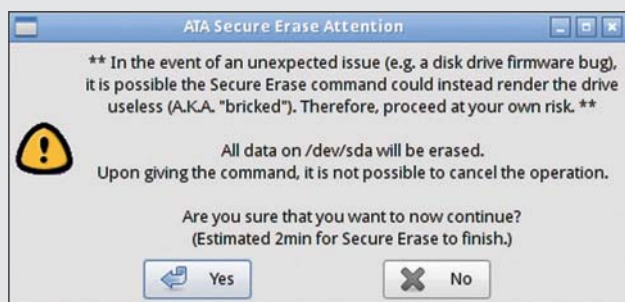 ATA Secure Erase Attention
** In the event of an unexpected issue (e.g. a disk drive firmware bug),
it is possible the Secure Erase command could instead render the drive
useless (A.K.A. "bricked"). Therefore, proceed at your own risk. **
All data on /dev/sda will be erased.
Upon giving the command, it is not possible to cancel the operation.
Are you sure that you want to now continue?
(Estimated 2min for Secure Erase to finish.)
Yes
No